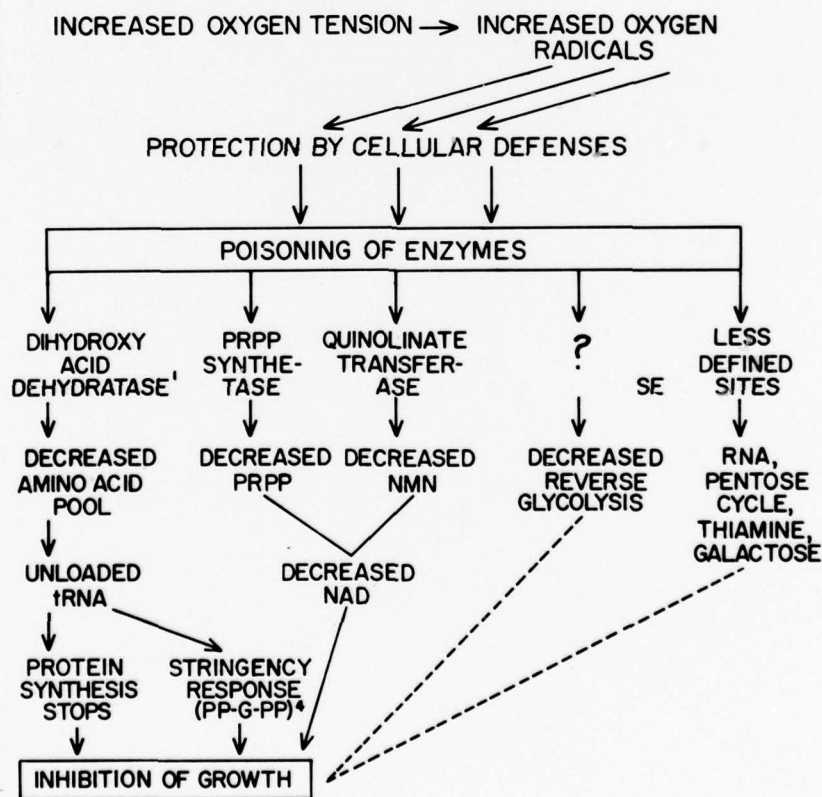 INCREASED OXYGEN TENSION → INCREASED OXYGEN
RADICALS
PROTECTION BY CELLULAR DEFENSES
POISONING OF ENZYMES
DIHYDROXY
ACID
DEHYDRATASE¹
PRPP
SYNTHE-
TASE
QUINOLINATE
TRANSFER-
ASE
?
SE
LESS
DEFINED
SITES
DECREASED
AMINO ACID
POOL
DECREASED
PRPP
DECREASED
NMN
DECREASED
REVERSE
GLYCOLYSIS
RNA,
PENTOSE
CYCLE,
THIAMINE,
GALACTOSE
UNLOADED
tRNA
DECREASED
NAD
PROTEIN
SYNTHESIS
STOPS
STRINGENCY
RESPONSE
(PP-G-PP)⁴
INHIBITION OF GROWTH